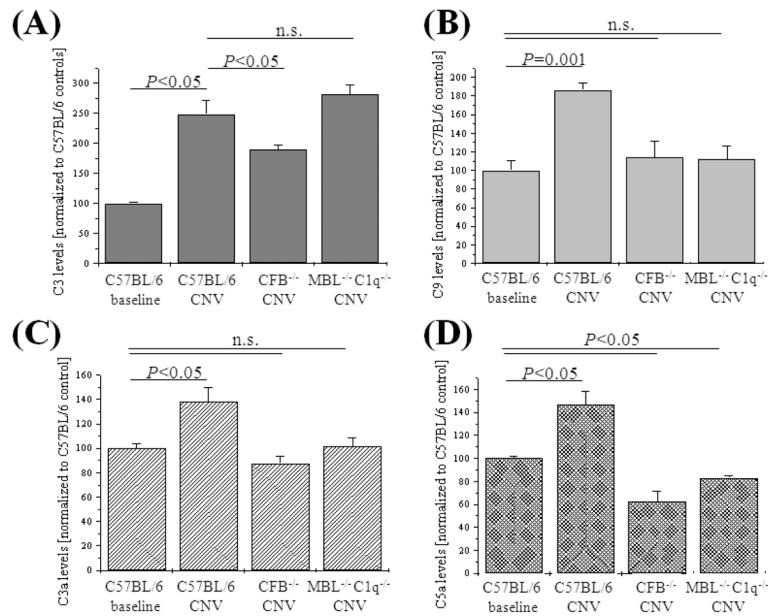 (A)
n.s.
P<0.05
P<0.05
C3 levels [normalized to C57BL/6 controls]
300
250
200
150
100
50
0
C57BL/6 baseline
C57BL/6 CNV
CFB-/- CNV
MBL-/-C1q-/- CNV
(B)
n.s.
P=0.001
C9 levels [normalized to C57BL/6 controls]
200
180
160
140
120
100
80
60
40
20
0
C57BL/6 baseline
C57BL/6 CNV
CFB-/- CNV
MBL-/-C1q-/- CNV
(C)
n.s.
P<0.05
C3a levels [normalized to C57BL/6 control]
160
140
120
100
80
60
40
20
0
C57BL/6 baseline
C57BL/6 CNV
CFB-/- CNV
MBL-/-C1q-/- CNV
(D)
P<0.05
P<0.05
C5a levels [normalized to C57BL/6 control]
160
140
120
100
80
60
40
20
0
C57BL/6 baseline
C57BL/6 CNV
CFB-/- CNV
MBL-/-C1q-/- CNV